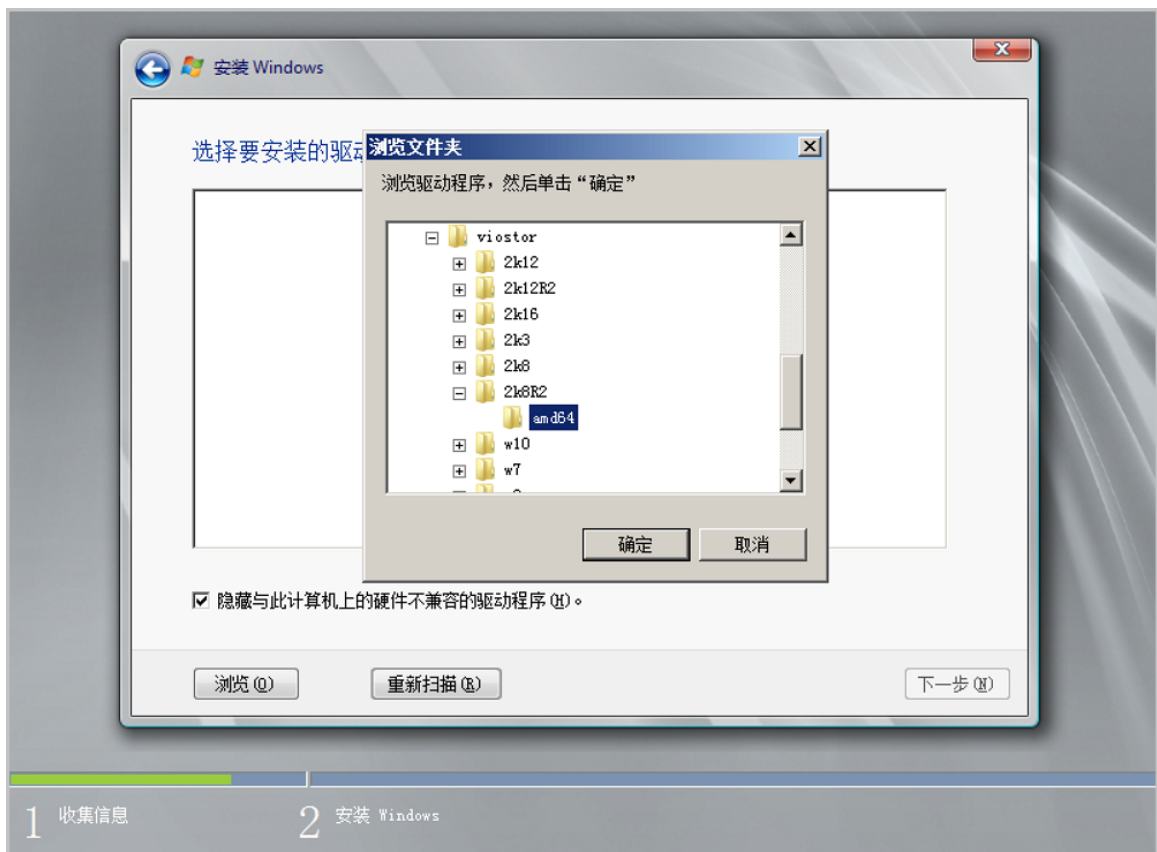 安装 Windows
选择要安装的驱动
浏览文件夹
浏览驱动程序，然后单击“确定”
viostor
2k12
2k12R2
2k16
2k3
2k8
2k8R2
amd64
w10
w7
确定 取消
隐藏与此计算机上的硬件不兼容的驱动程序(H)。
浏览(O) 重新扫描(R) 下一步(N)
1 收集信息 2 安装 Windows